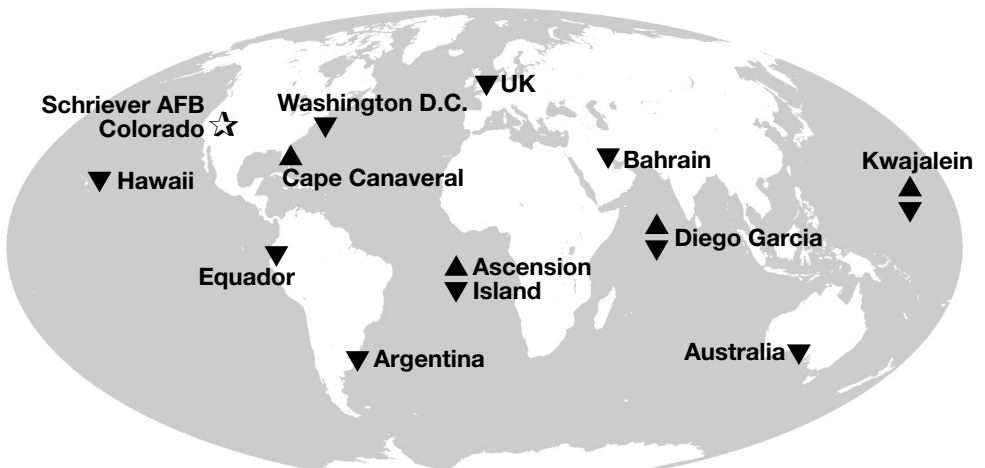 UK
Schriever AFB
Colorado
Washington D.C.
Hawaii
Cape Canaveral
Bahrain
Kwajalein
Diego Garcia
Equador
Ascension
Island
Argentina
Australia